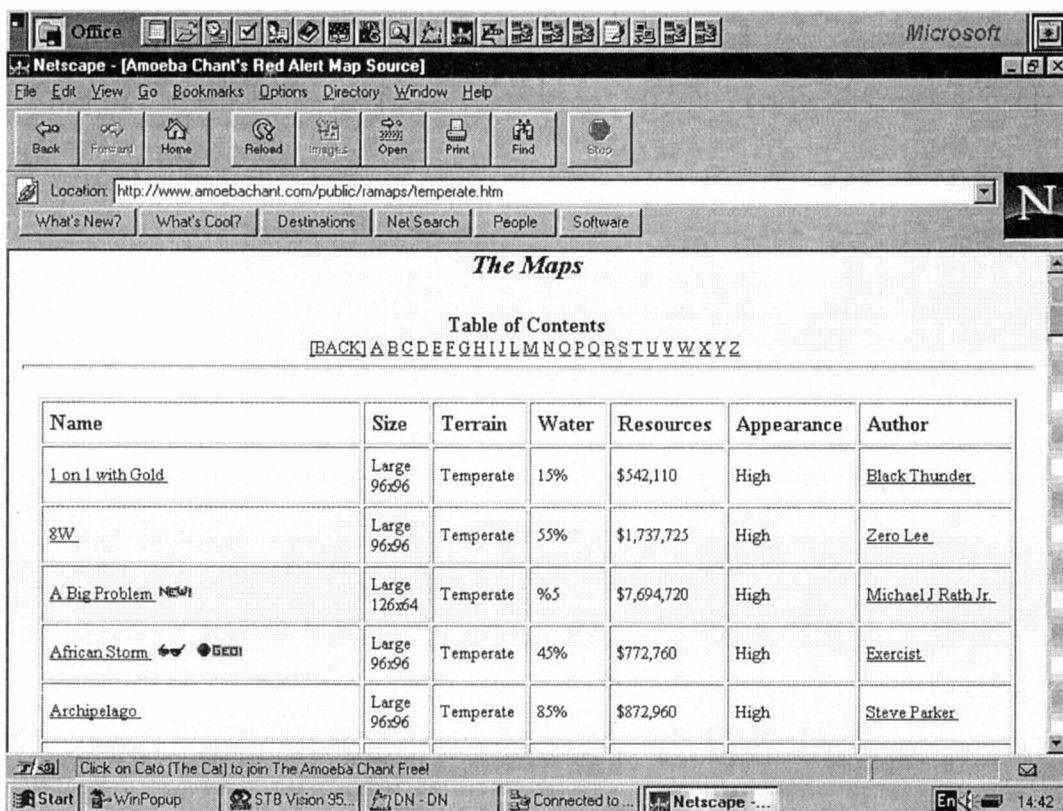 Office Microsoft
Netscape - [Amoeba Chant's Red Alert Map Source]
File Edit View Go Bookmarks Options Directory Window Help
Back Forward Home Reload Images Open Print Find Stop
Location: http://www.amoebachant.com/public/ramaps/temperate.htm
N
What's New? What's Cool? Destinations Net Search People Software
The Maps
Table of Contents
[BACK] A B C D E F G H I J L M N O P Q R S T U V W X Y Z
Name Size Terrain Water Resources Appearance Author
1 on 1 with Gold Large 96x96 Temperate 15% $542,110 High Black Thunder
8W Large 96x96 Temperate 55% $1,737,725 High Zero Lee
A Big Problem NEW! Large 126x64 Temperate %5 $7,694,720 High Michael J Rath Jr.
African Storm GEO! Large 96x96 Temperate 45% $772,760 High Exercist
Archipelago Large 96x96 Temperate 85% $872,960 High Steve Parker
Click on Cato (The Cat) to join The Amoeba Chant Free!
Start WinPopup STB Vision 95... DN - DN Connected to ... Netscape -... En 14:42